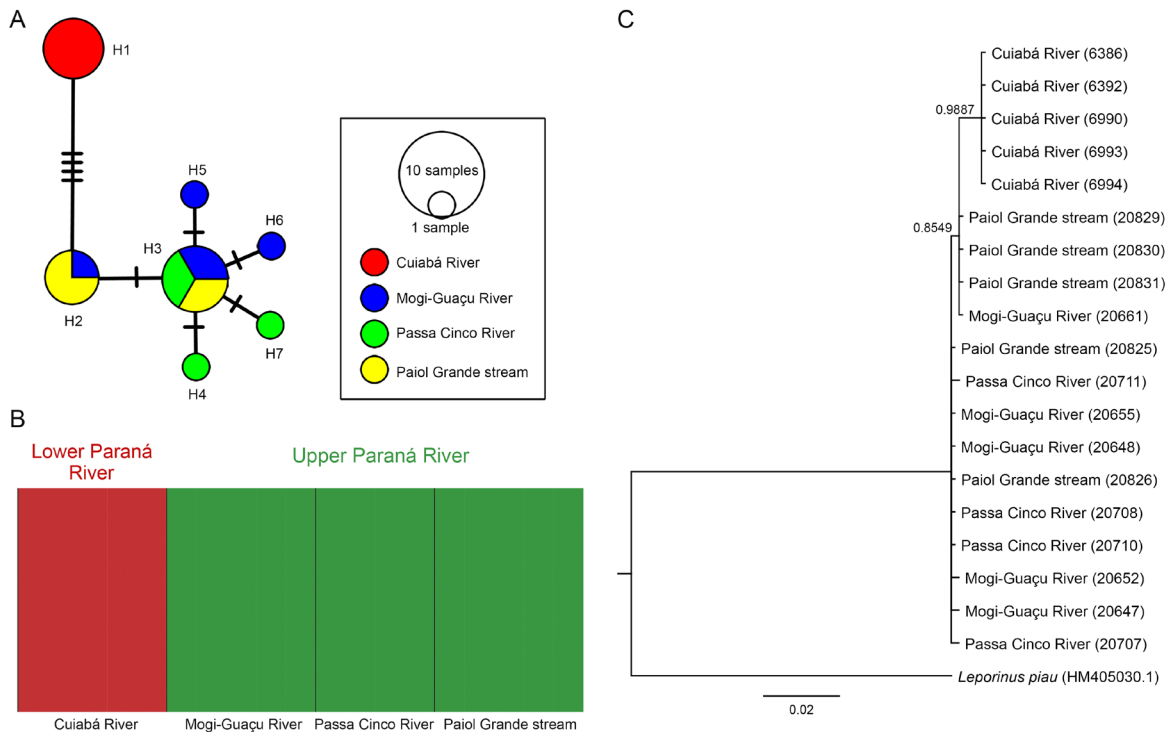 A
H1
H5
H6
H3
H2
H7
H4
10 samples
1 sample
Cuiabá River
Mogi-Guaçu River
Passa Cinco River
Paiol Grande stream
B
Lower Paraná
River
Upper Paraná River
Cuiabá River
Mogi-Guaçu River
Passa Cinco River
Paiol Grande stream
C
Cuiabá River (6386)
Cuiabá River (6392)
0.9887
Cuiabá River (6990)
Cuiabá River (6993)
Cuiabá River (6994)
Paiol Grande stream (20829)
0.8549
Paiol Grande stream (20830)
Paiol Grande stream (20831)
Mogi-Guaçu River (20661)
Paiol Grande stream (20825)
Passa Cinco River (20711)
Mogi-Guaçu River (20655)
Mogi-Guaçu River (20648)
Paiol Grande stream (20826)
Passa Cinco River (20708)
Passa Cinco River (20710)
Mogi-Guaçu River (20652)
Mogi-Guaçu River (20647)
Passa Cinco River (20707)
Leporinus piau (HM405030.1)
0.02